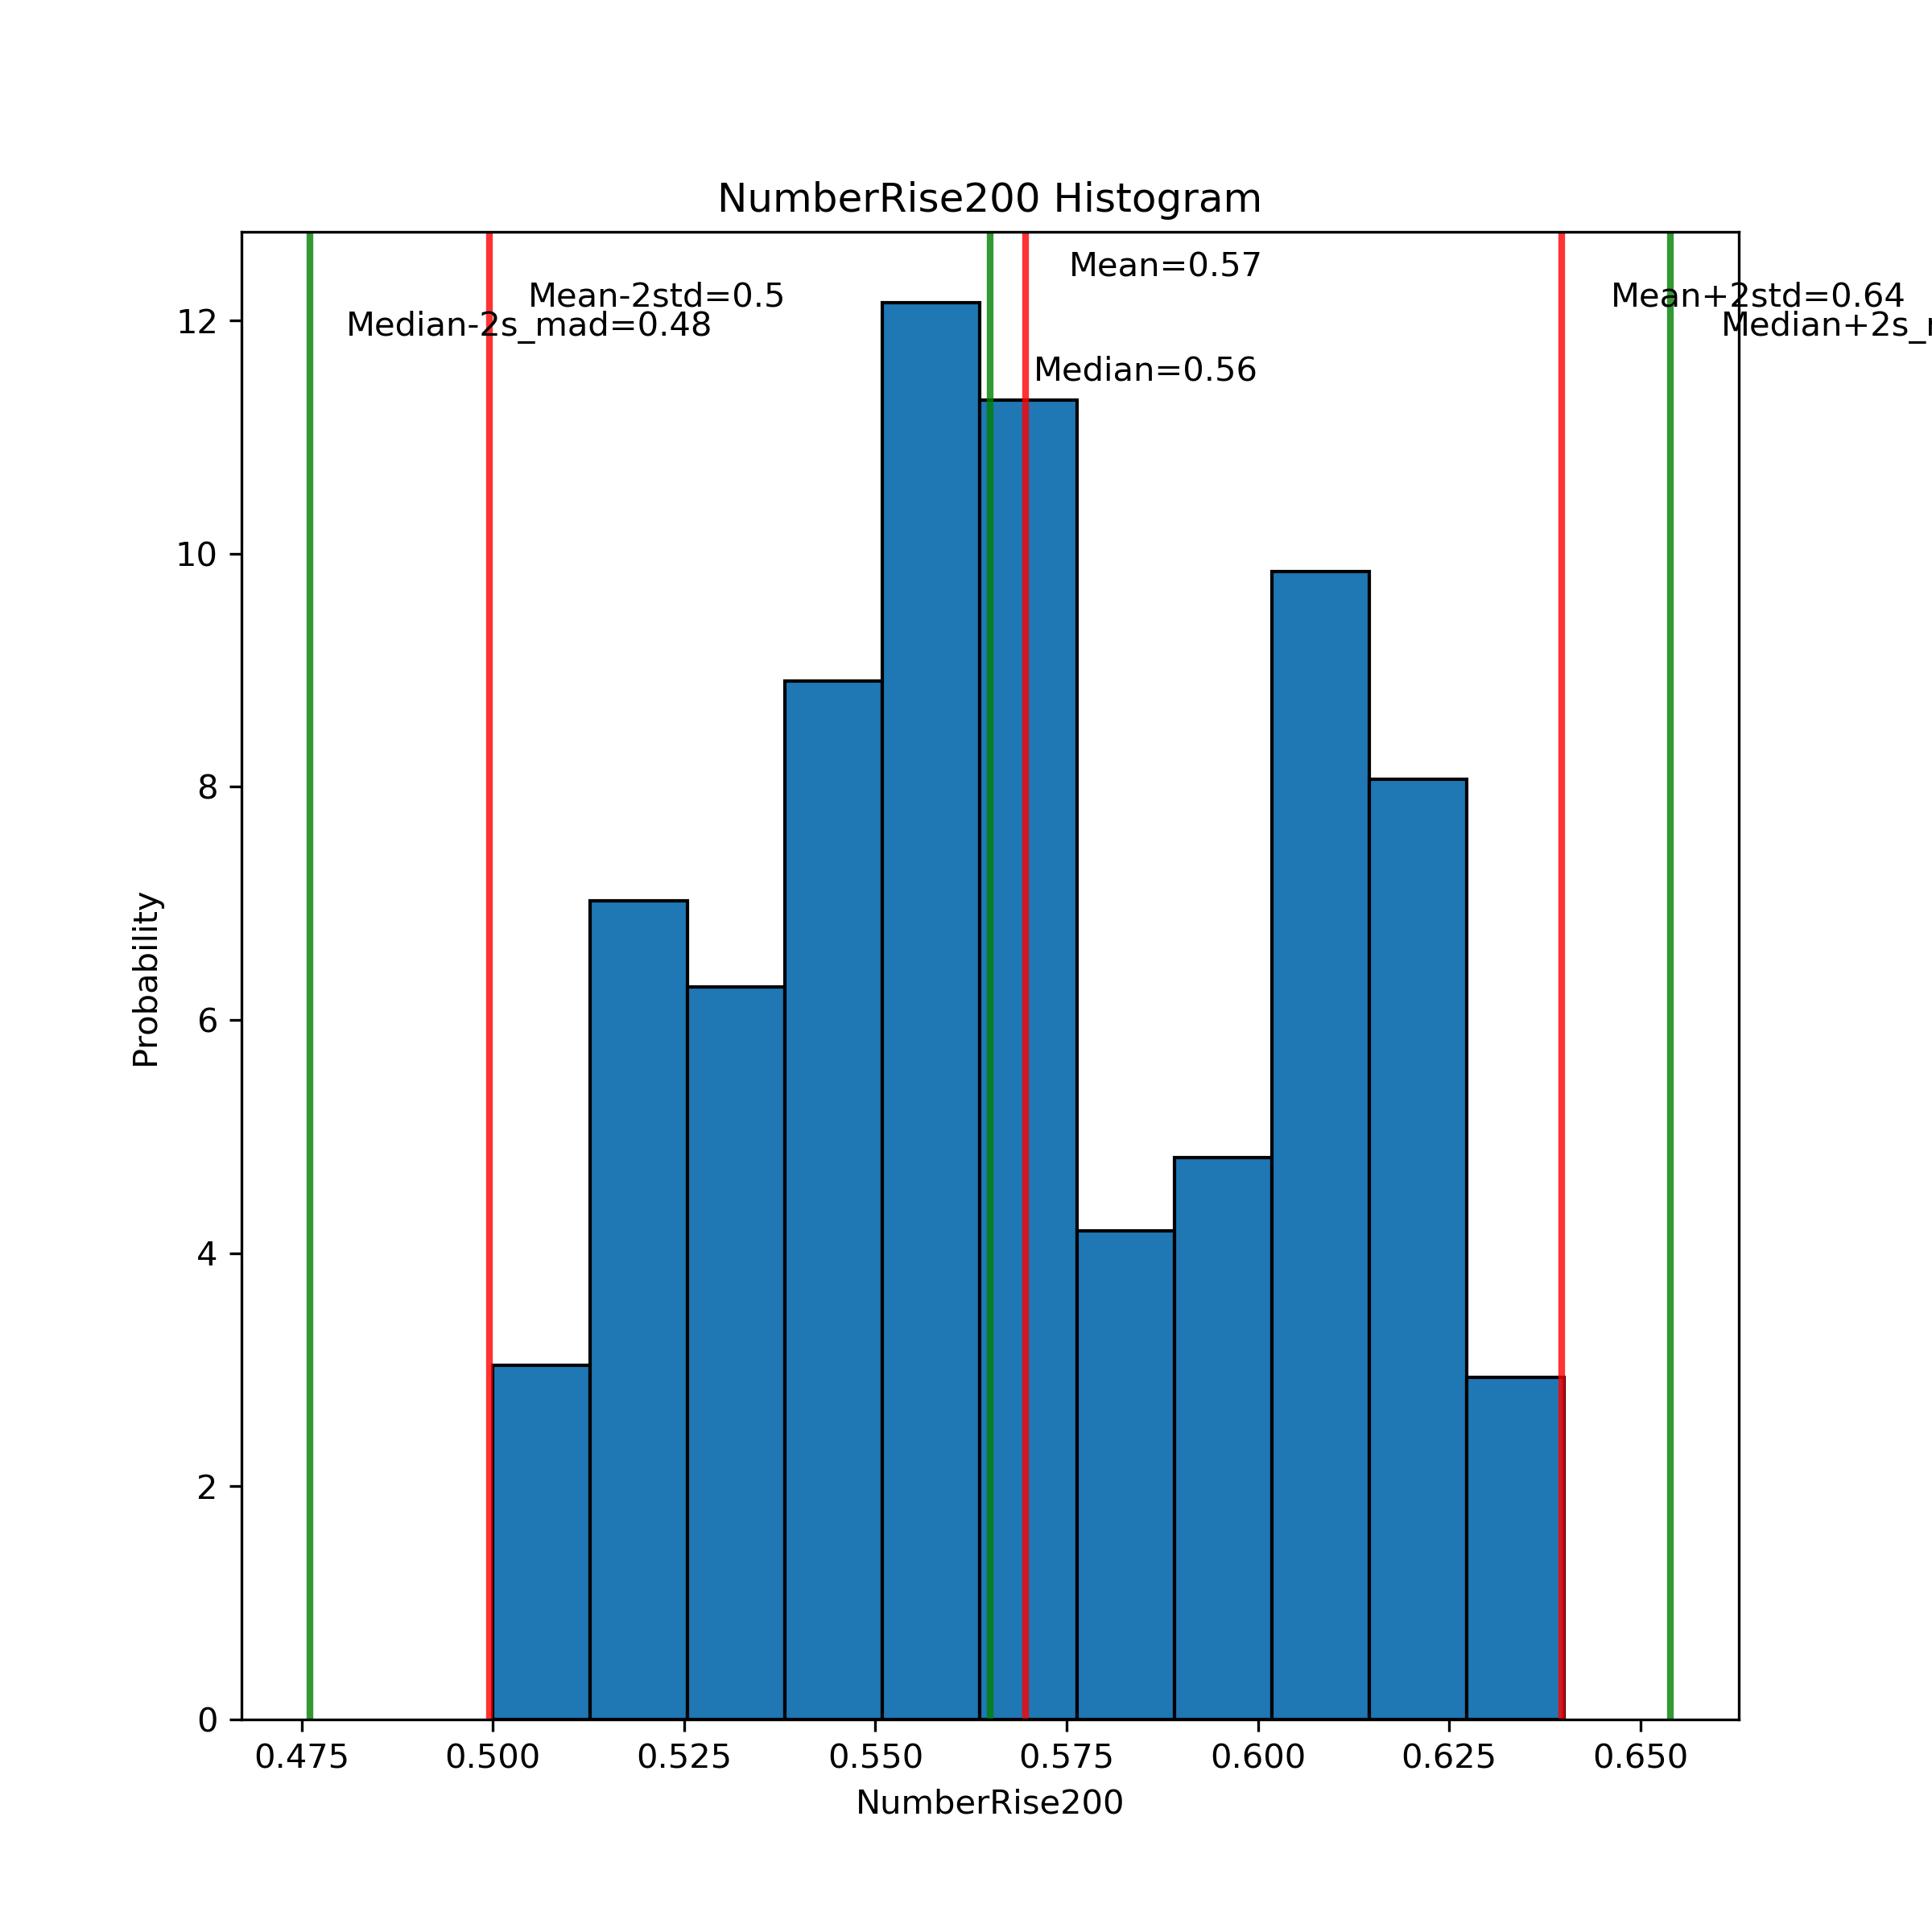 NumberRise200 Histogram
Mean=0.57
Mean-2std=0.5
Mean+2std=0.64
Median-2s_mad=0.48
Median+2s_
Median=0.56
12
10
8
6
4
2
0
Probability
0.475 0.500 0.525 0.550 0.575 0.600 0.625 0.650
NumberRise200